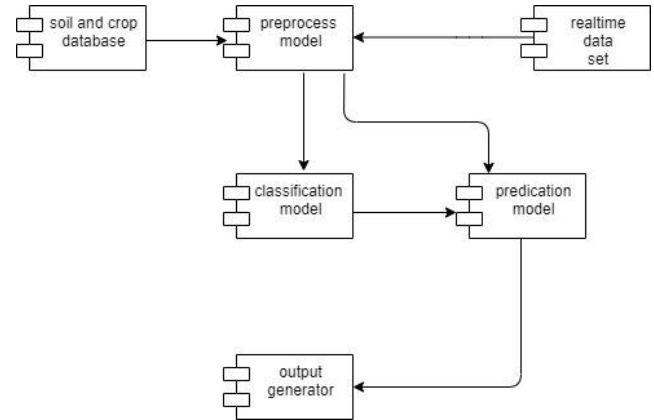 soil and crop
database
preprocess
model
realtime
data
set
classification
model
predication
model
output
generator